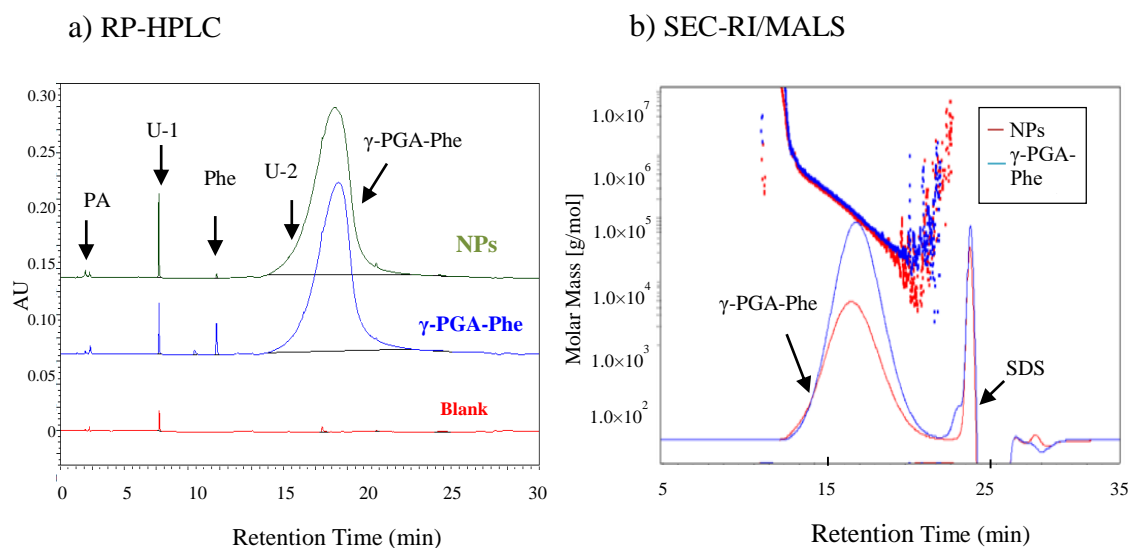 a) RP-HPLC
0.30
0.25
0.20
0.15
0.10
0.05
0
AU
PA
U-1
Phe
U-2
γ-PGA-Phe
NPs
γ-PGA-Phe
Blank
0 5 10 15 20 25 30
Retention Time (min)
b) SEC-RI/MALS
1.0×10⁷
1.0×10⁶
1.0×10⁵
1.0×10⁴
1.0×10³
1.0×10²
Molar Mass [g/mol]
NPs
γ-PGA-
Phe
γ-PGA-Phe
SDS
5 15 25 35
Retention Time (min)